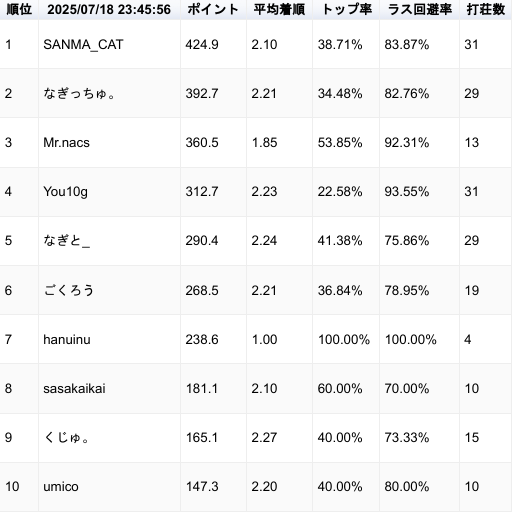 順位 2025/07/18 23:45:56 ポイント 平均着順 トップ率 ラス回避率 打荘数
1 SANMA_CAT 424.9 2.10 38.71% 83.87% 31
2 なぎっちゅ。 392.7 2.21 34.48% 82.76% 29
3 Mr.nacs 360.5 1.85 53.85% 92.31% 13
4 You10g 312.7 2.23 22.58% 93.55% 31
5 なぎと_ 290.4 2.24 41.38% 75.86% 29
6 ごくろう 268.5 2.21 36.84% 78.95% 19
7 hanuinu 238.6 1.00 100.00% 100.00% 4
8 sasakaikai 181.1 2.10 60.00% 70.00% 10
9 くじゅ。 165.1 2.27 40.00% 73.33% 15
10 umico 147.3 2.20 40.00% 80.00% 10